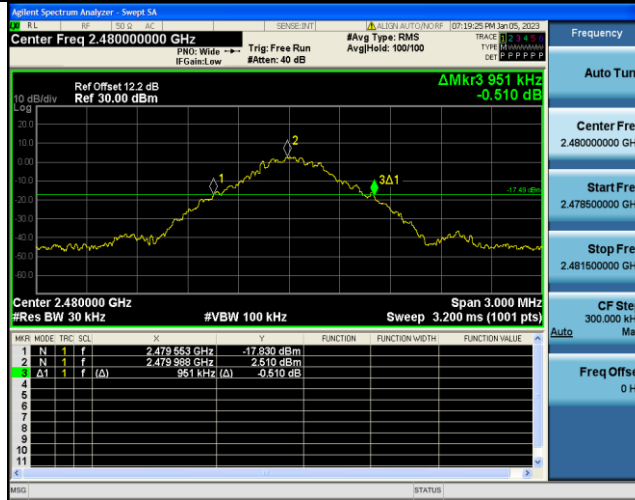 Agilent Spectrum Analyzer - Swept SA
RL RF 50 Ω AC SENSE:INT ALIGN AUTO/NO RF 07:19:25 PM Jan 05, 2023
Center Freq 2.480000000 GHz
PNO: Wide
IFGain:Low
Trig: Free Run
#Atten: 40 dB
#Avg Type: RMS
Avg|Hold: 100/100
TRACE 1 2 3 4 5 6
TYPE M
DET P P P P P P
Frequency
Auto Tun
Center Fre
2.480000000 GH
Start Fre
2.478500000 GH
Stop Fre
2.481500000 GH
CF Ste
300.000 kH
Auto Ma
Freq Offse
0 H
Ref Offset 12.2 dB
10 dB/div Ref 30.00 dBm
Log
ΔMkr3 951 kHz
-0.510 dB
20.0
10.0
0.00
-10.0
-20.0
-30.0
-40.0
-50.0
-60.0
1
2
3Δ1
-17.49 dBm
Center 2.480000 GHz Span 3.000 MHz
#Res BW 30 kHz #VBW 100 kHz Sweep 3.200 ms (1001 pts)
MKR MODE TRC SCL X Y FUNCTION FUNCTION WIDTH FUNCTION VALUE
1 N 1 f 2.479 553 GHz -17.830 dBm
2 N 1 f 2.479 988 GHz 2.510 dBm
3 Δ1 1 f (Δ) 951 kHz (Δ) -0.510 dB
4
5
6
7
8
9
10
11
MSG STATUS